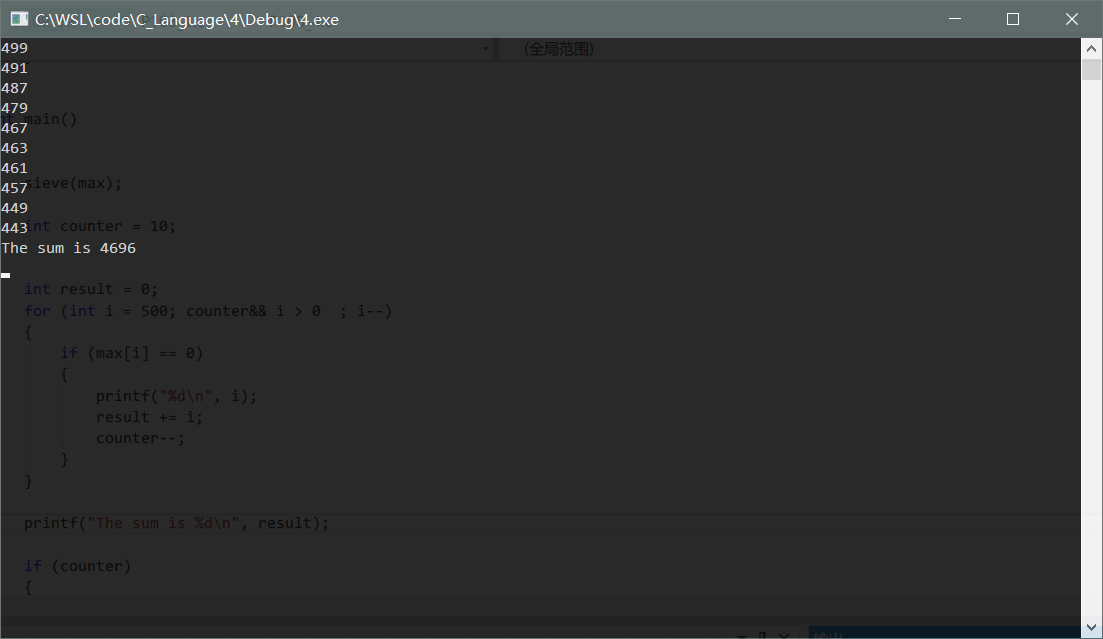 C:\WSL\code\C_Language\4\Debug\4.exe
499
(全局范围)
491
487
479
main()
467
463
461
sieve(max);
457
449
443
int counter = 10;
The sum is 4696
int result = 0;
for (int i = 500; counter&& i > 0  ; i--)
{
if (max[i] == 0)
{
printf("%d\n", i);
result += i;
counter--;
}
}
printf("The sum is %d\n", result);
if (counter)
{